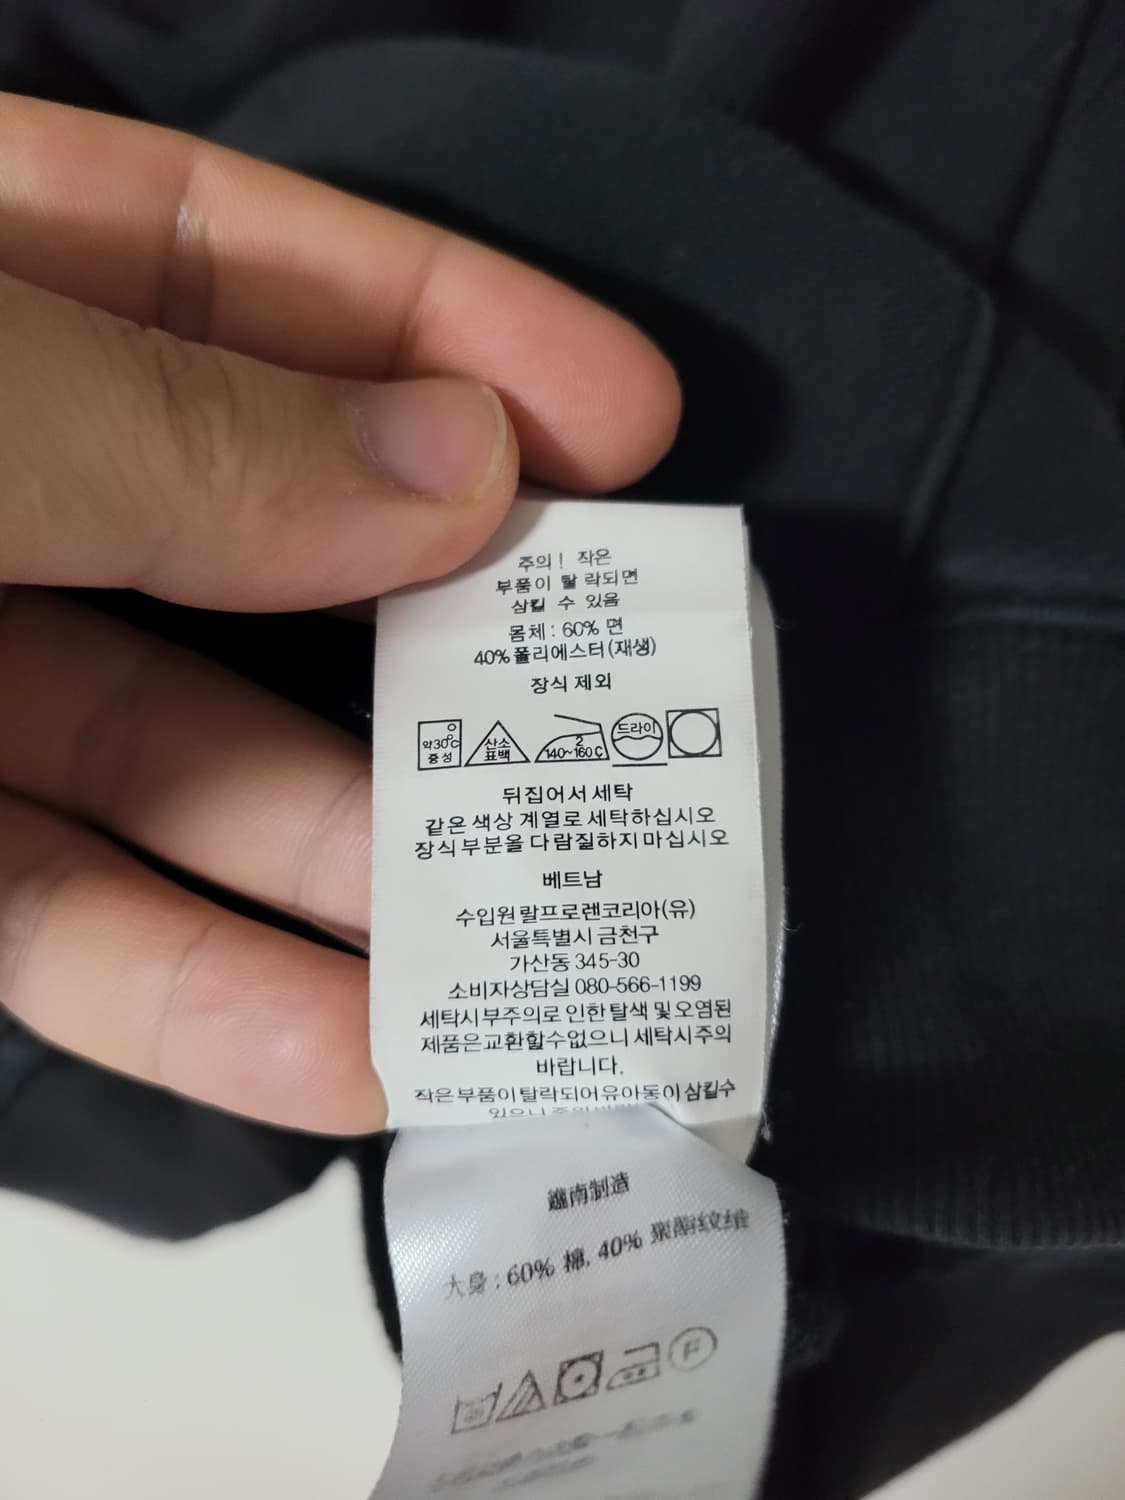 주의! 작은
부품이 탈 락되면
삼킬 수 있음
몸체 : 60% 면
40% 폴리에스터(재생)
장식 제외
약30℃
중성
산소
표백
2
140~160 C
드라이
뒤집어서 세탁
같은 색상 계열로 세탁하십시오
장식 부분을 다람질하지 마십시오
베트남
수입원 랄프로렌코리아(유)
서울특별시 금천구
가산동 345-30
소비자상담실 080-566-1199
세탁시 부주의로 인한 탈색 및 오염된
제품은 교환할 수 없으니 세탁시 주의
바랍니다.
작은 부품이 탈락되어 유아동이 삼킬수
있으니
越南制造
大身 : 60% 棉, 40% 聚酯纹维
F